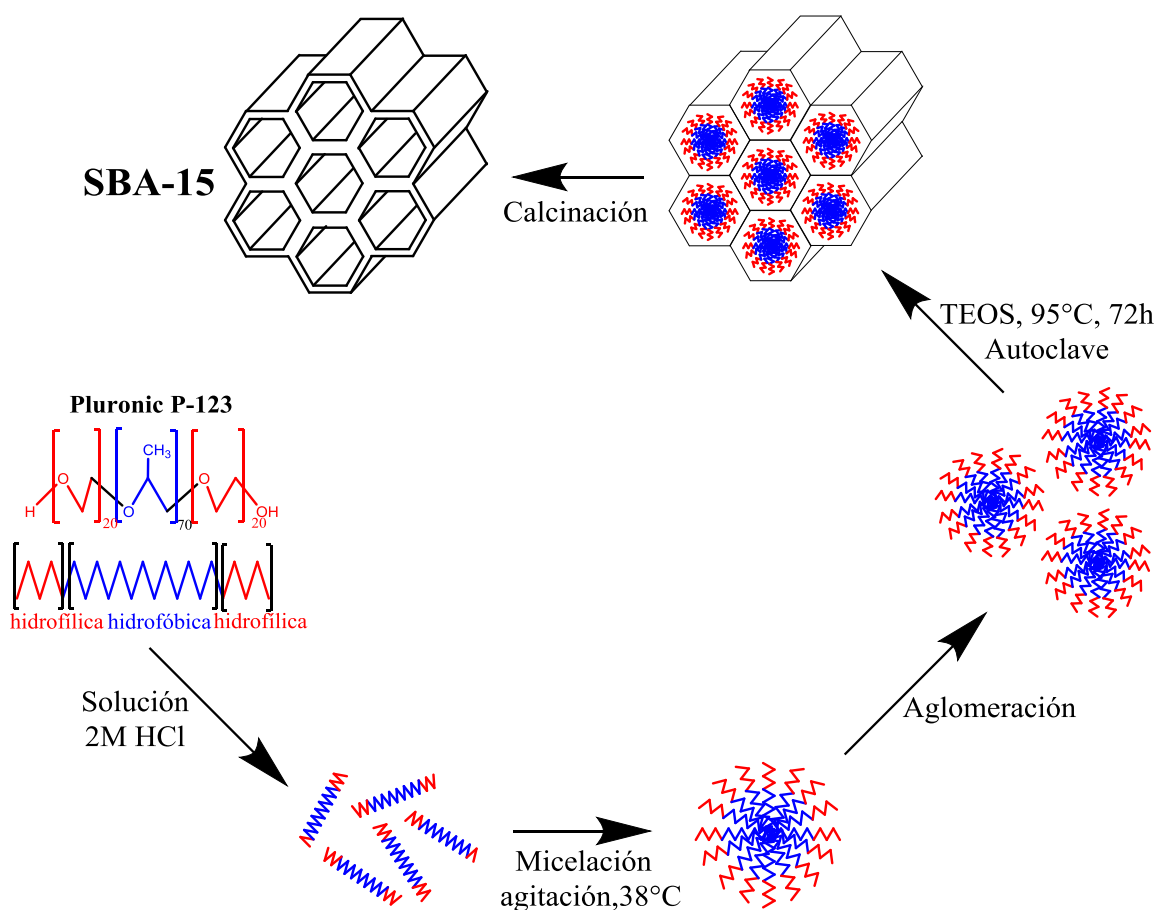 SBA-15
Calcinación
TEOS, 95°C, 72h
Autoclave
Pluronic P-123
CH3
O
O
H
O
OH
20
70
20
hidrofílica hidrofóbica hidrofílica
Solución
2M HCl
Aglomeración
Micelación
agitación,38°C